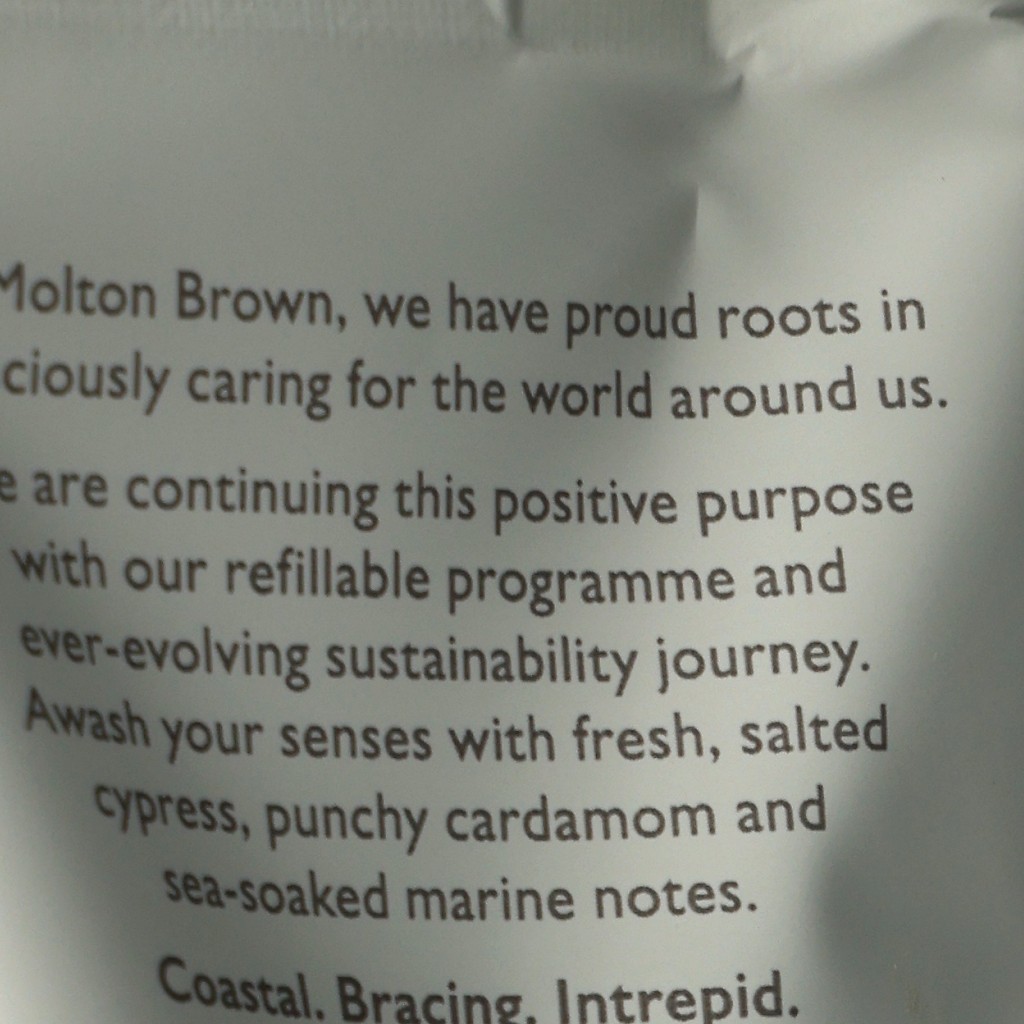 Molton Brown, we have proud roots in
ciously caring for the world around us.
e are continuing this positive purpose
with our refillable programme and
ever-evolving sustainability journey.
Awash your senses with fresh, salted
cypress, punchy cardamom and
sea-soaked marine notes.
Coastal. Bracing. Intrepid.